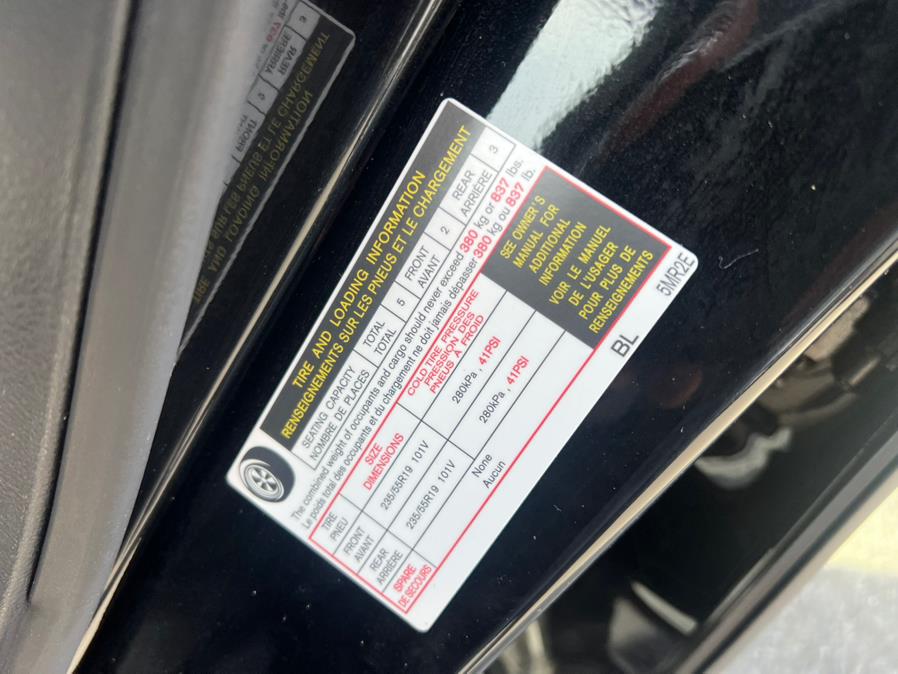 TIRE AND LOADING INFORMATION
RENSEIGNEMENTS SUR LES PNEUS ET LE CHARGEMENT
SEATING CAPACITY
NOMBRE DE PLACES
TOTAL
TOTAL
5
FRONT
AVANT
2
REAR
ARRIÈRE
3
The combined weight of occupants and cargo should never exceed 380 kg or 837 lbs.
Le poids total des occupants et du chargement ne doit jamais dépasser 380 kg ou 837 lb.
TIRE
PNEU
SIZE
DIMENSIONS
COLD TIRE PRESSURE
PRESSION DES
PNEUS À FROID
FRONT
AVANT
235/55R19 101V
280kPa , 41PSI
REAR
ARRIÈRE
235/55R19 101V
280kPa , 41PSI
SPARE
DE SECOURS
None
Aucun
SEE OWNER'S
MANUAL FOR
ADDITIONAL
INFORMATION
VOIR LE MANUEL
DE L'USAGER
POUR PLUS DE
RENSEIGNEMENTS
BL
5MR2E